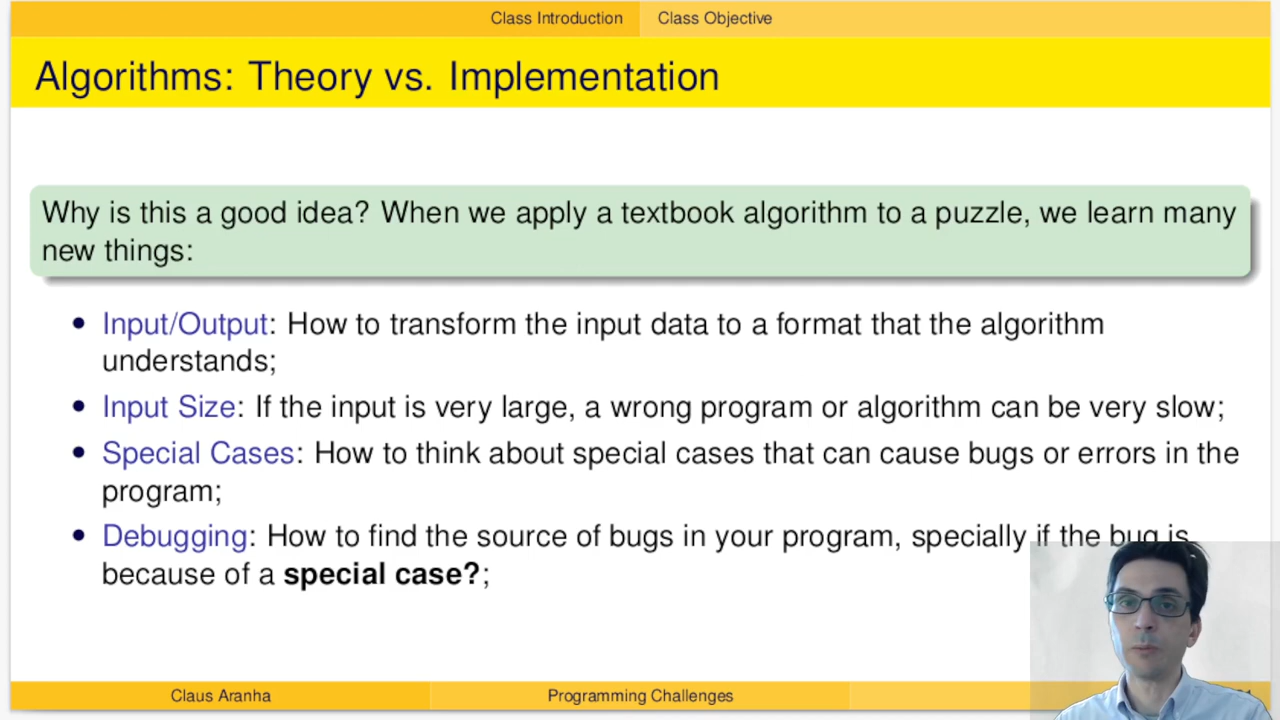 Class Introduction Class Objective
Algorithms: Theory vs. Implementation
Why is this a good idea? When we apply a textbook algorithm to a puzzle, we learn many
new things:
• Input/Output: How to transform the input data to a format that the algorithm
understands;
• Input Size: If the input is very large, a wrong program or algorithm can be very slow;
• Special Cases: How to think about special cases that can cause bugs or errors in the
program;
• Debugging: How to find the source of bugs in your program, specially if the bug is
because of a special case?;
Claus Aranha Programming Challenges